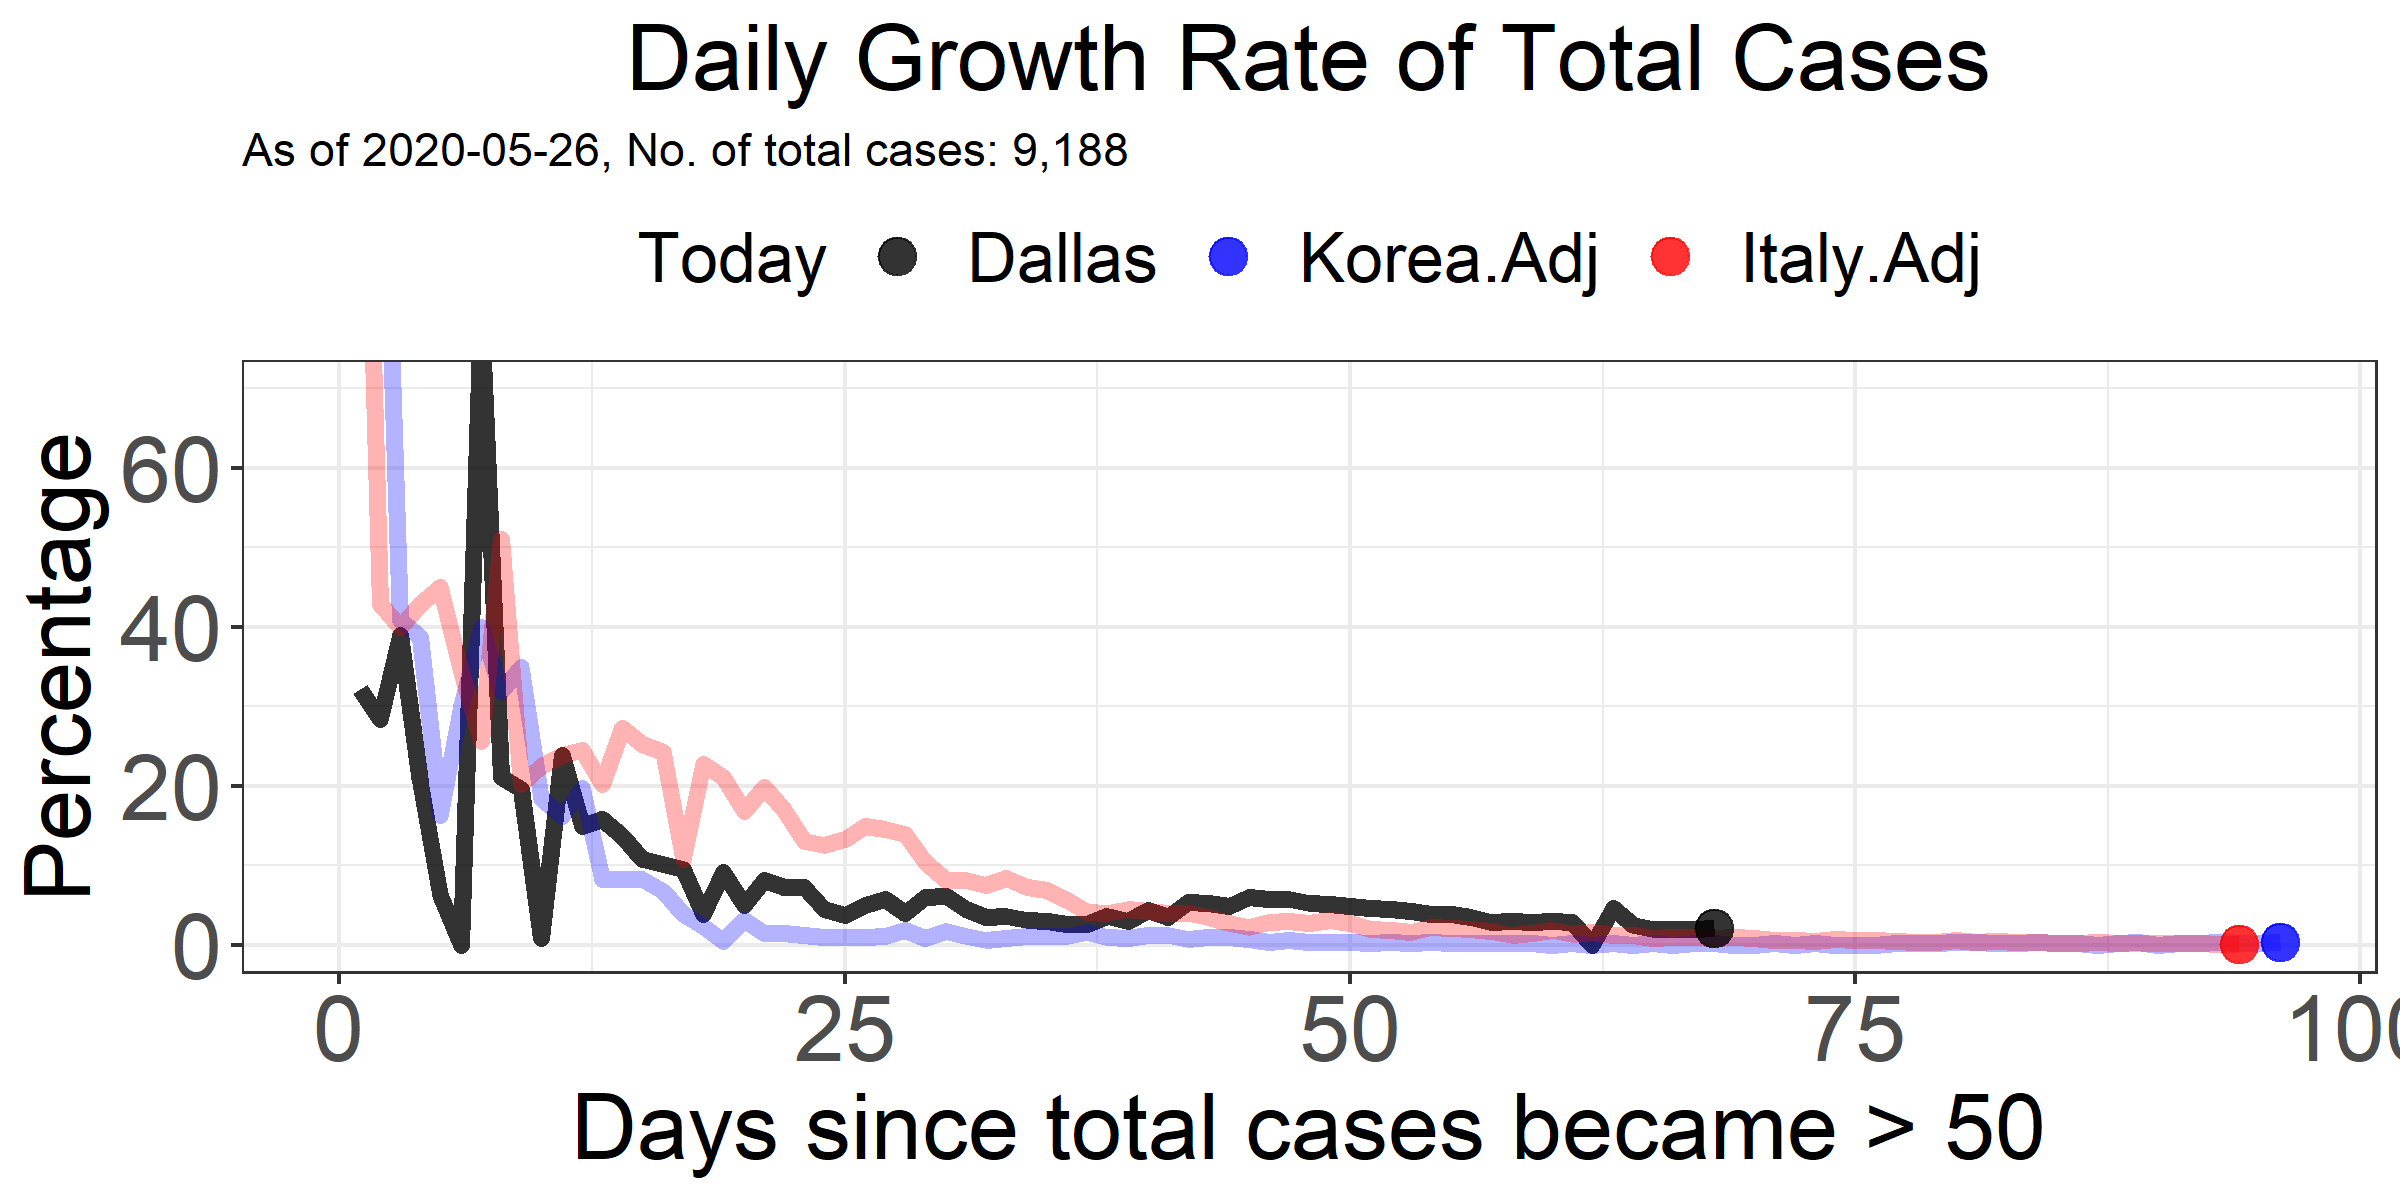 Daily Growth Rate of Total Cases
As of 2020-05-26, No. of total cases: 9,188
Today Dallas Korea.Adj Italy.Adj
Percentage
60
40
20
0
0 25 50 75 100
Days since total cases became > 50